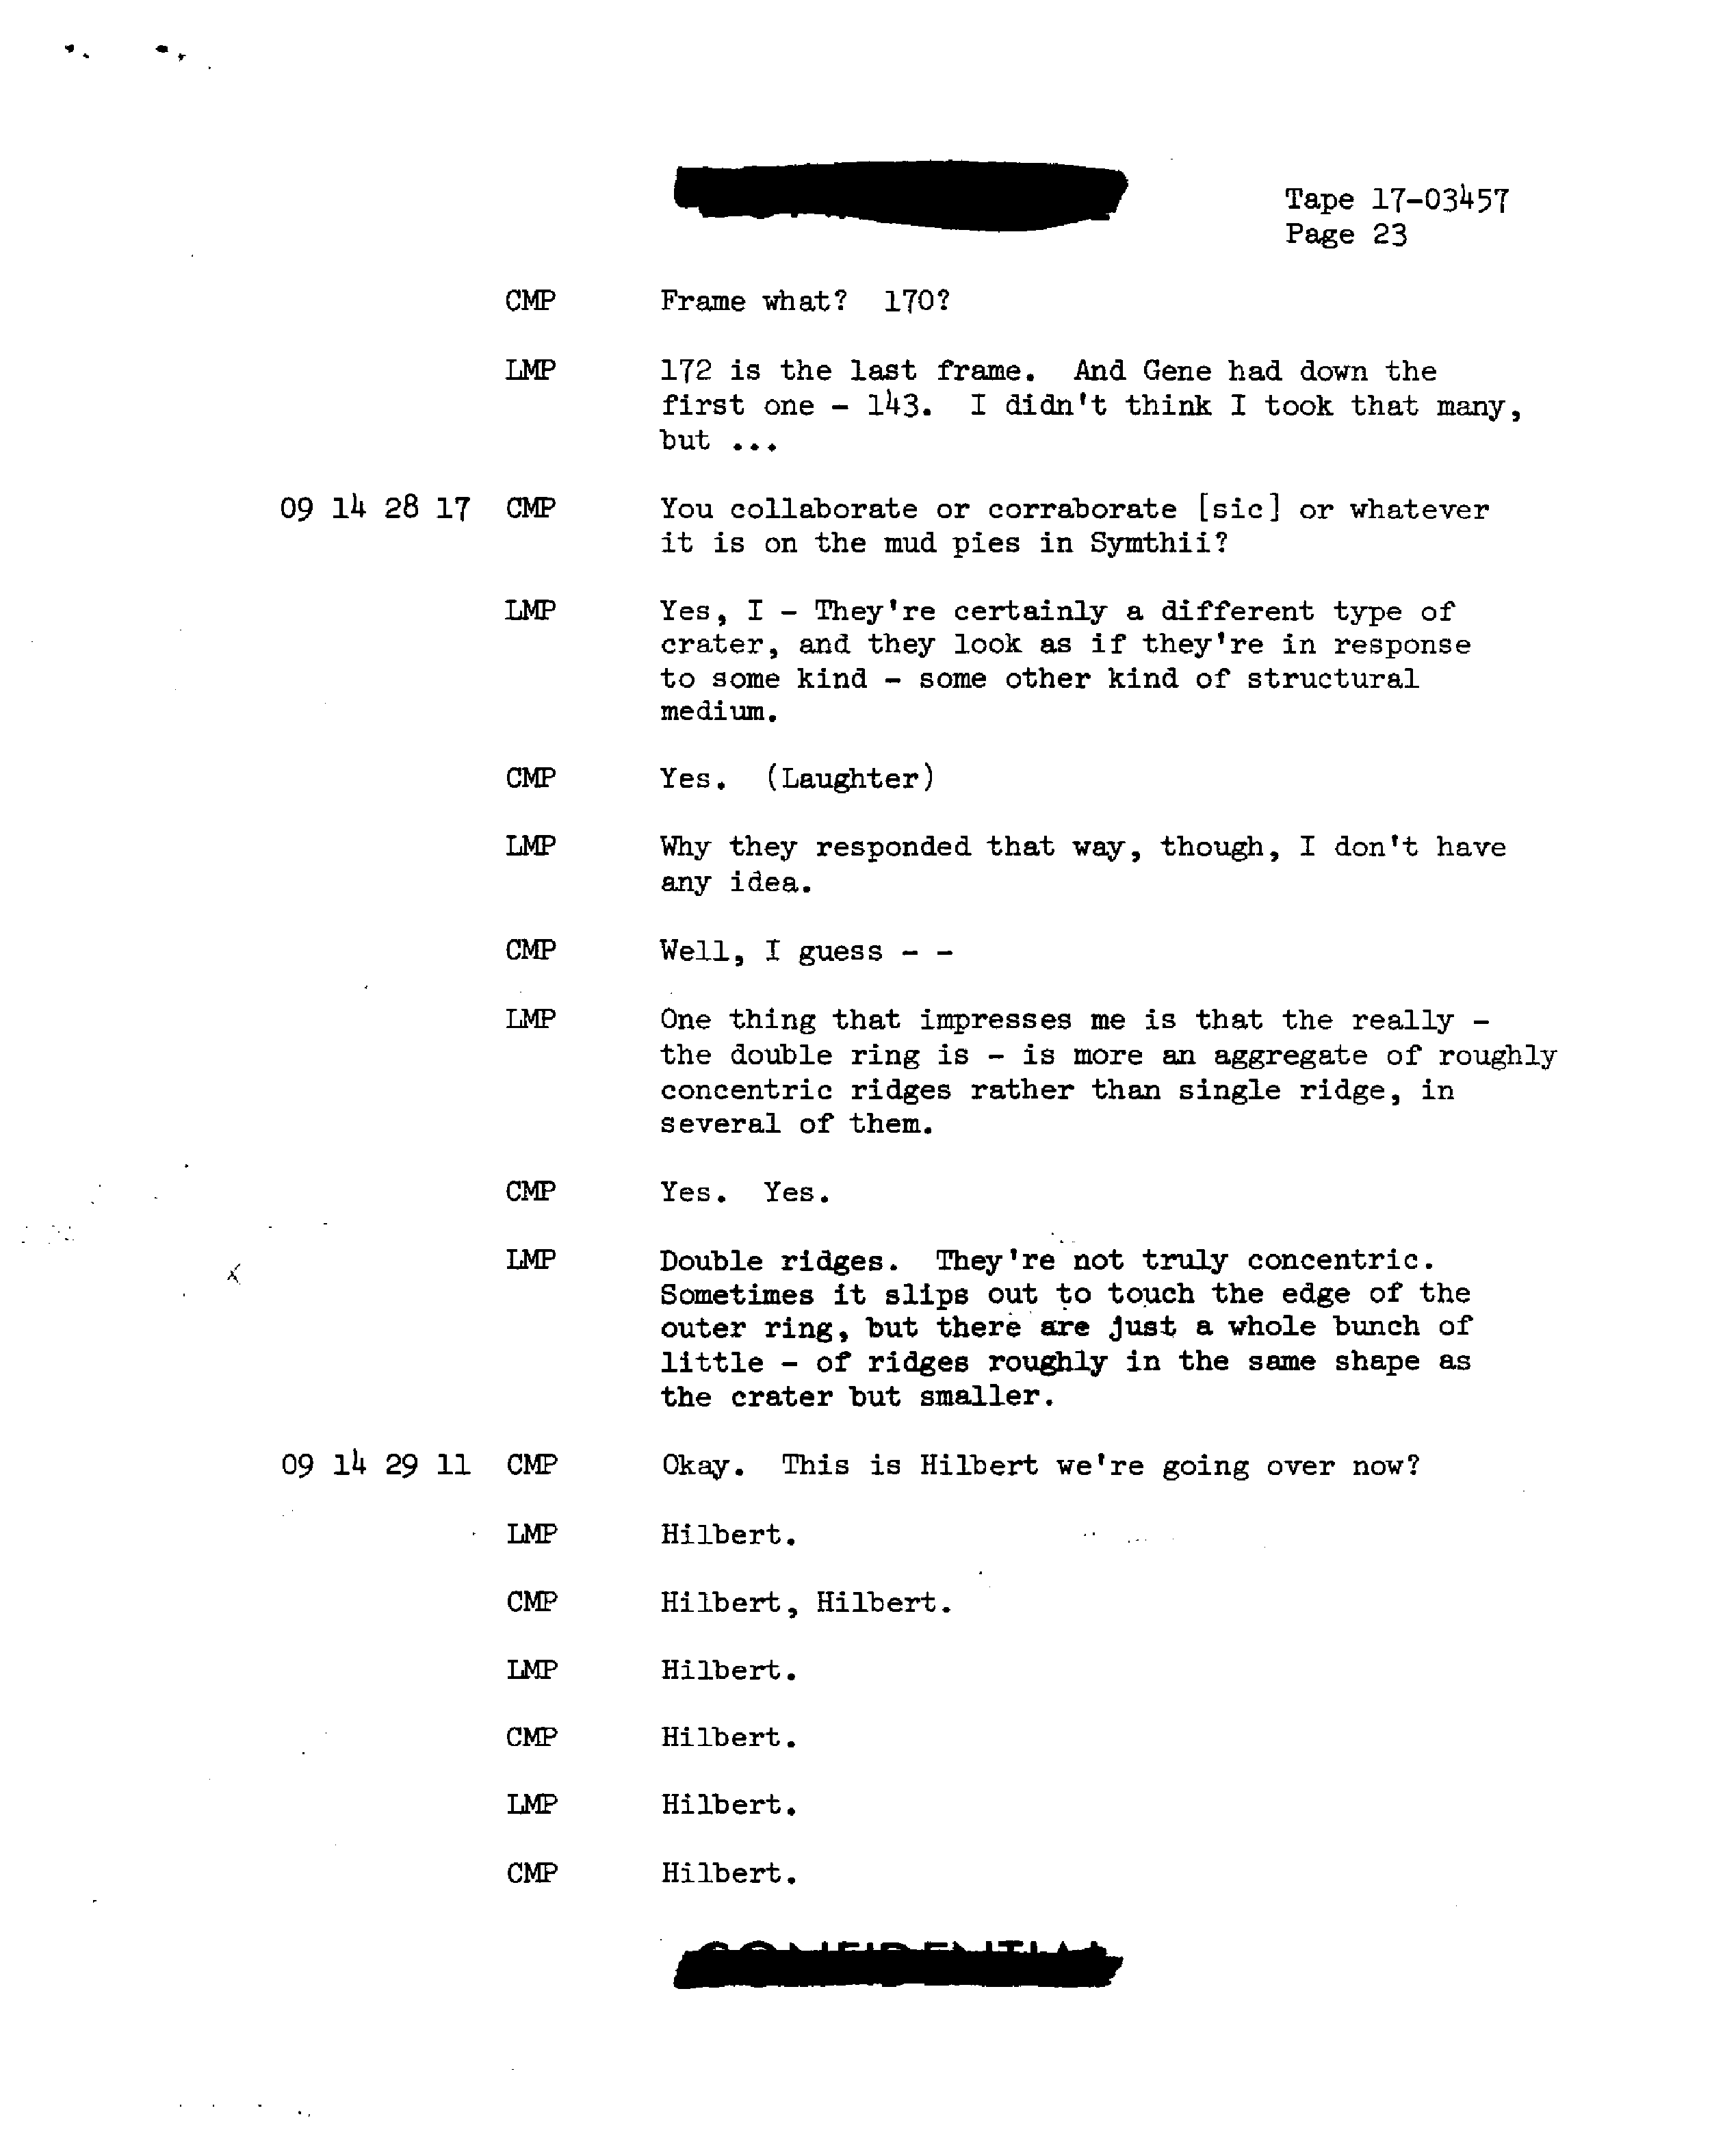 Tape 17-03457
Page 23
CMP Frame what? 170?
LMP 172 is the last frame. And Gene had down the
first one - 143. I didn't think I took that many,
but ...
09 14 28 17 CMP You collaborate or corraborate [sic] or whatever
it is on the mud pies in Symthii?
LMP Yes, I - They're certainly a different type of
crater, and they look as if they're in response
to some kind - some other kind of structural
medium.
CMP Yes. (Laughter)
LMP Why they responded that way, though, I don't have
any idea.
CMP Well, I guess - -
LMP One thing that impresses me is that the really -
the double ring is - is more an aggregate of roughly
concentric ridges rather than single ridge, in
several of them.
CMP Yes. Yes.
LMP Double ridges. They're not truly concentric.
Sometimes it slips out to touch the edge of the
outer ring, but there are just a whole bunch of
little - of ridges roughly in the same shape as
the crater but smaller.
09 14 29 11 CMP Okay. This is Hilbert we're going over now?
LMP Hilbert.
CMP Hilbert, Hilbert.
LMP Hilbert.
CMP Hilbert.
LMP Hilbert.
CMP Hilbert.
CONFIDENTIAL